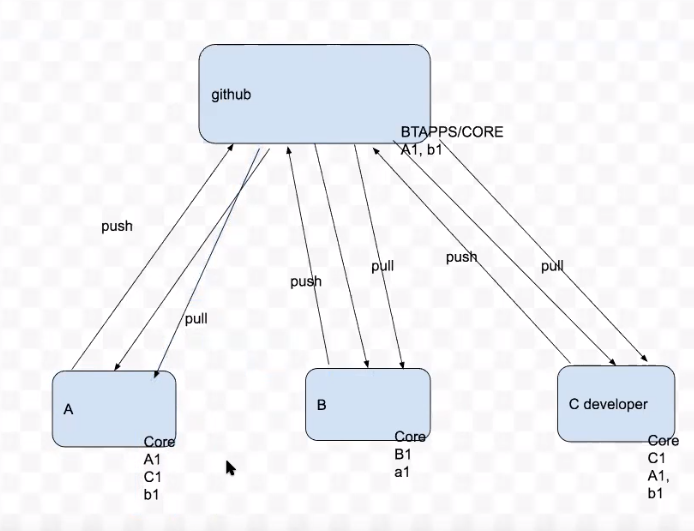 github
BTAPPS/CORE
A1, b1
push
push
pull
push
pull
pull
A
B
C developer
Core
A1
C1
b1
Core
B1
a1
Core
C1
A1,
b1